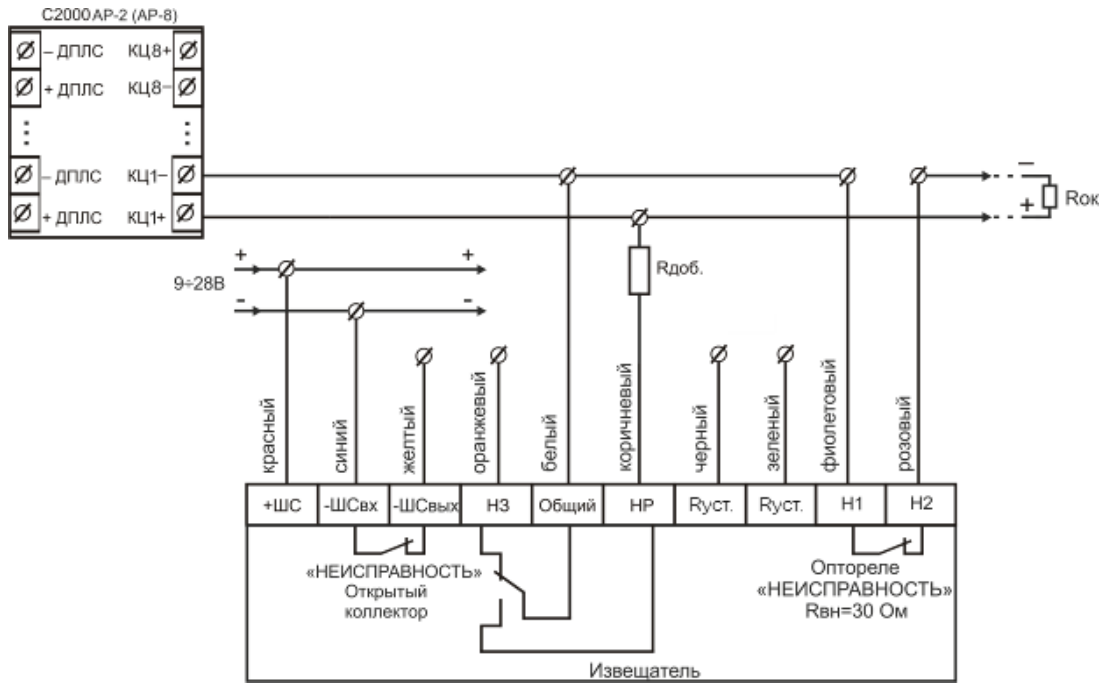 С2000 АР-2 (АР-8)
– ДПЛС КЦ8+
+ ДПЛС КЦ8–
– ДПЛС КЦ1–
+ ДПЛС КЦ1+
–
+
Rок
+ +
9÷28В
- -
Rдоб.
красный
синий
желтый
оранжевый
белый
коричневый
черный
зеленый
фиолетовый
розовый
+ШС -ШСвх -ШСвых НЗ Общий НР Rуст. Rуст. Н1 Н2
«НЕИСПРАВНОСТЬ»
Открытый
коллектор
Оптореле
«НЕИСПРАВНОСТЬ»
Rвн=30 Ом
Извещатель